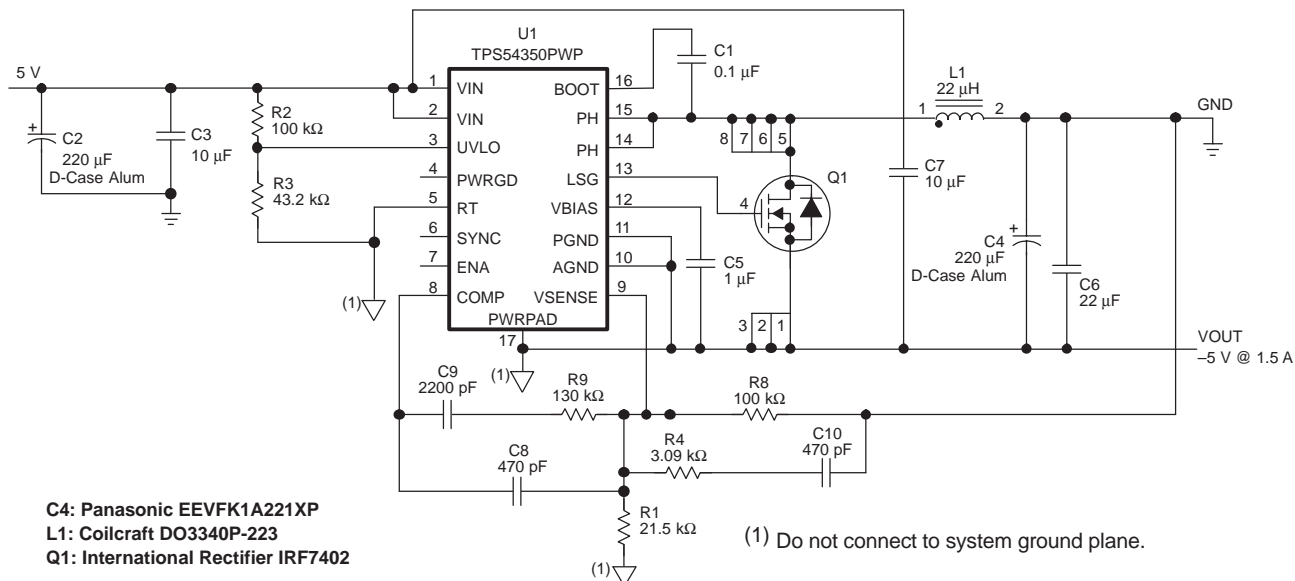 U1
TPS54350PWP
5 V
C2
220 μF
D-Case Alum
C3
10 μF
R2
100 kΩ
R3
43.2 kΩ
1 VIN
2 VIN
3 UVLO
4 PWRGD
5 RT
6 SYNC
7 ENA
8 COMP
BOOT 16
PH 15
PH 14
LSG 13
VBIAS 12
PGND 11
AGND 10
VSENSE 9
PWRPAD
17
(1)
(1)
C1
0.1 μF
8 7 6 5
4
Q1
3 2 1
C5
1 μF
C7
10 μF
L1
22 μH
1 2
GND
C4
220 μF
D-Case Alum
C6
22 μF
VOUT
–5 V @ 1.5 A
C9
2200 pF
R9
130 kΩ
R8
100 kΩ
C8
470 pF
R4
3.09 kΩ
C10
470 pF
R1
21.5 kΩ
(1)
C4: Panasonic EEVFK1A221XP
L1: Coilcraft DO3340P-223
Q1: International Rectifier IRF7402
(1) Do not connect to system ground plane.